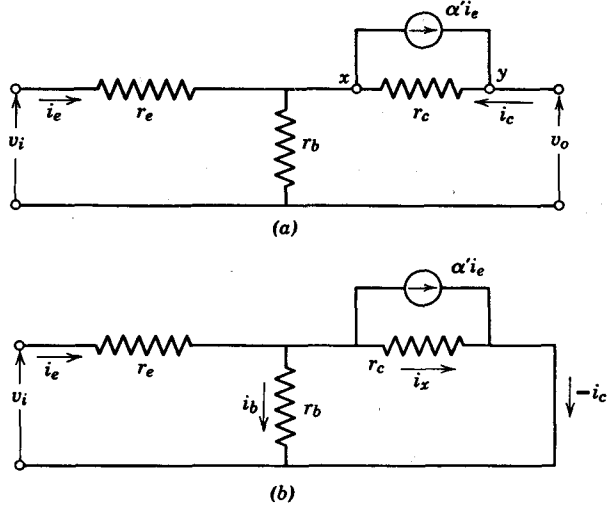 α′iₑ
x
y
iₑ
rₑ
r_c
i_c
vᵢ
r_b
vₒ
(a)
α′iₑ
iₑ
rₑ
r_c
iₓ
vᵢ
i_b
r_b
−i_c
(b)